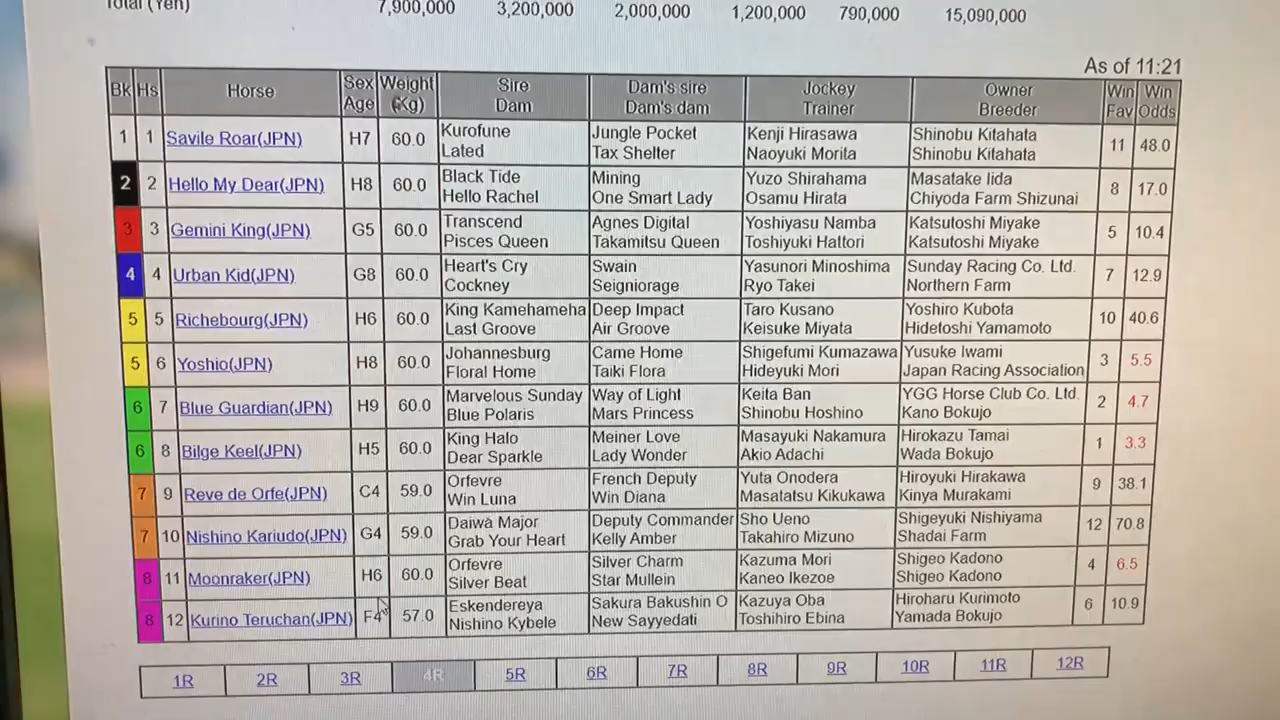 Total (Yen) 7,900,000 3,200,000 2,000,000 1,200,000 790,000 15,090,000
As of 11:21
Bk Hs Horse Sex Age Weight (Kg) Sire Dam Dam's sire Dam's dam Jockey Trainer Owner Breeder Win Fav Win Odds
1 1 Savile Roar(JPN) H7 60.0 Kurofune Lated Jungle Pocket Tax Shelter Kenji Hirasawa Naoyuki Morita Shinobu Kitahata Shinobu Kitahata 11 48.0
2 2 Hello My Dear(JPN) H8 60.0 Black Tide Hello Rachel Mining One Smart Lady Yuzo Shirahama Osamu Hirata Masatake Iida Chiyoda Farm Shizunai 8 17.0
3 3 Gemini King(JPN) G5 60.0 Transcend Pisces Queen Agnes Digital Takamitsu Queen Yoshiyasu Namba Toshiyuki Hattori Katsutoshi Miyake Katsutoshi Miyake 5 10.4
4 4 Urban Kid(JPN) G8 60.0 Heart's Cry Cockney Swain Seigniorage Yasunori Minoshima Ryo Takei Sunday Racing Co. Ltd. Northern Farm 7 12.9
5 5 Richebourg(JPN) H6 60.0 King Kamehameha Last Groove Deep Impact Air Groove Taro Kusano Keisuke Miyata Yoshiro Kubota Hidetoshi Yamamoto 10 40.6
5 6 Yoshio(JPN) H8 60.0 Johannesburg Floral Home Came Home Taiki Flora Shigefumi Kumazawa Hideyuki Mori Yusuke Iwami Japan Racing Association 3 5.5
6 7 Blue Guardian(JPN) H9 60.0 Marvelous Sunday Blue Polaris Way of Light Mars Princess Keita Ban Shinobu Hoshino YGG Horse Club Co. Ltd. Kano Bokujo 2 4.7
6 8 Bilge Keel(JPN) H5 60.0 King Halo Dear Sparkle Meiner Love Lady Wonder Masayuki Nakamura Akio Adachi Hirokazu Tamai Wada Bokujo 1 3.3
7 9 Reve de Orfe(JPN) C4 59.0 Orfevre Win Luna French Deputy Win Diana Yuta Onodera Masatatsu Kikukawa Hiroyuki Hirakawa Kinya Murakami 9 38.1
7 10 Nishino Kariudo(JPN) G4 59.0 Daiwa Major Grab Your Heart Deputy Commander Kelly Amber Sho Ueno Takahiro Mizuno Shigeyuki Nishiyama Shadai Farm 12 70.8
8 11 Moonraker(JPN) H6 60.0 Orfevre Silver Beat Silver Charm Star Mullein Kazuma Mori Kaneo Ikezoe Shigeo Kadono Shigeo Kadono 4 6.5
8 12 Kurino Teruchan(JPN) F4 57.0 Eskendereya Nishino Kybele Sakura Bakushin O New Sayyedati Kazuya Oba Toshihiro Ebina Hiroharu Kurimoto Yamada Bokujo 6 10.9
1R 2R 3R 4R 5R 6R 7R 8R 9R 10R 11R 12R